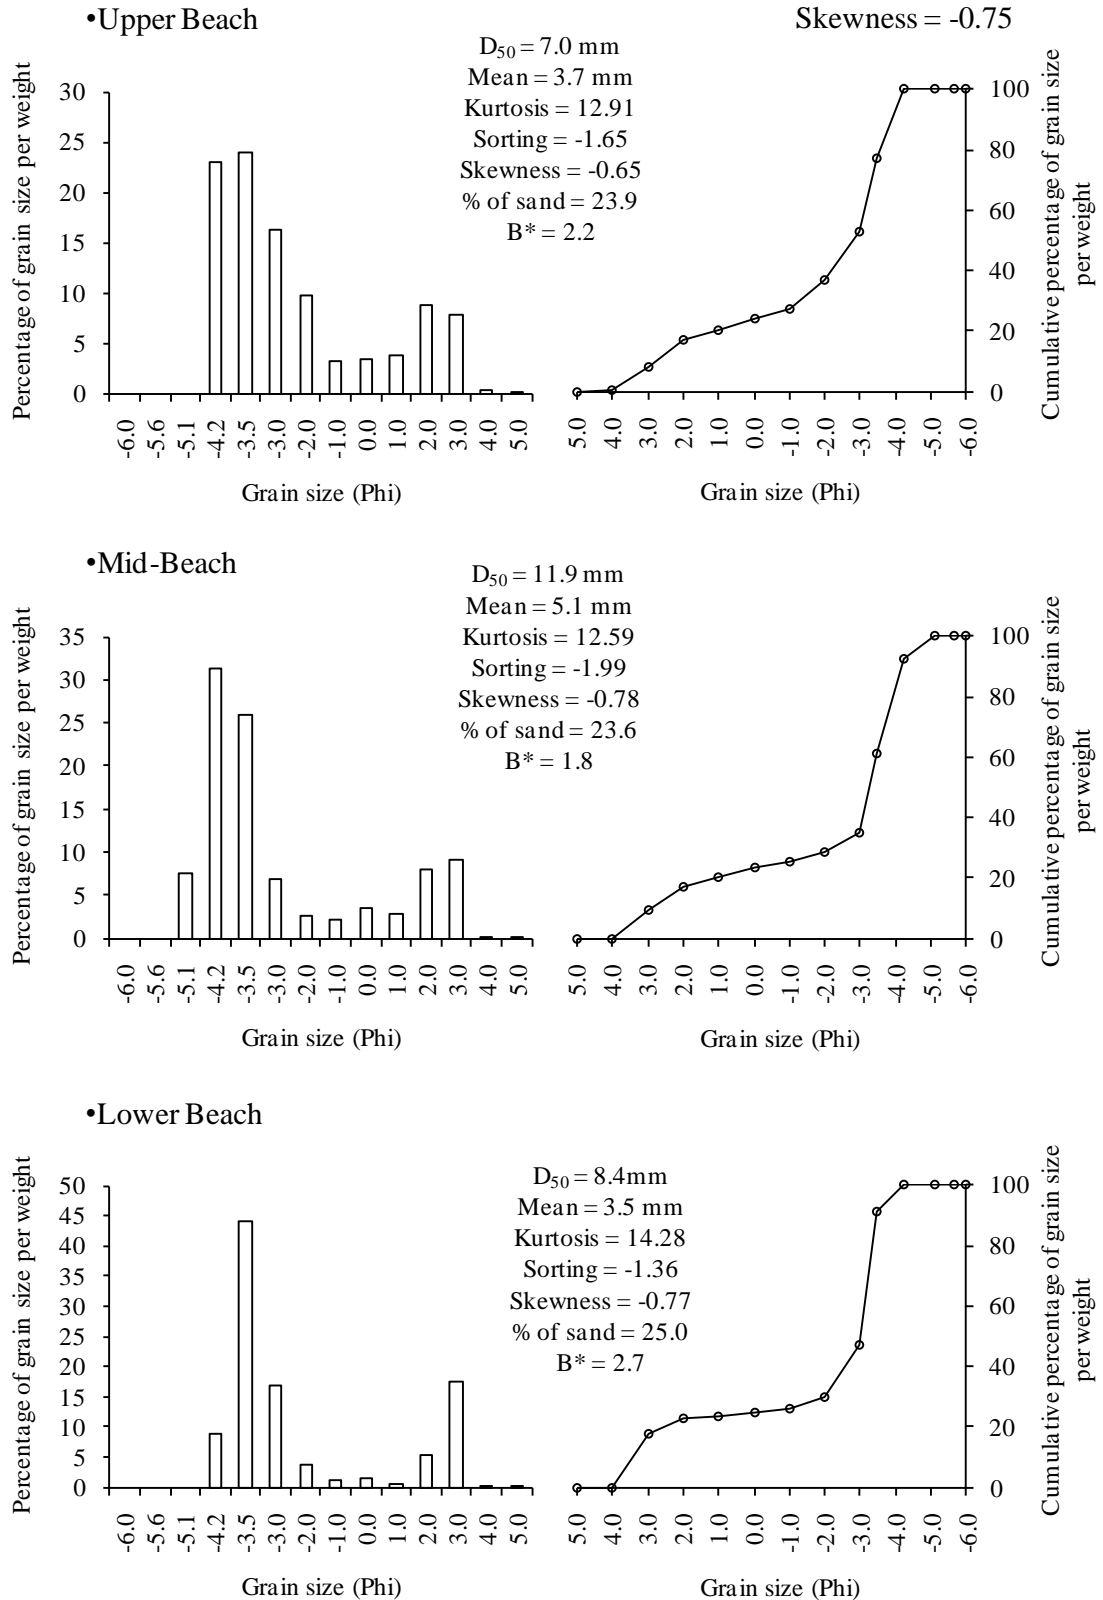 •Upper Beach
Skewness = -0.75
D₅₀ = 7.0 mm
Mean = 3.7 mm
Kurtosis = 12.91
Sorting = -1.65
Skewness = -0.65
% of sand = 23.9
B* = 2.2
Percentage of grain size per weight
30
25
20
15
10
5
0
-6.0 -5.6 -5.1 -4.2 -3.5 -3.0 -2.0 -1.0 0.0 1.0 2.0 3.0 4.0 5.0
Grain size (Phi)
100
80
60
40
20
0
Cumulative percentage of grain size
per weight
5.0 4.0 3.0 2.0 1.0 0.0 -1.0 -2.0 -3.0 -4.0 -5.0 -6.0
Grain size (Phi)
•Mid-Beach
D₅₀ = 11.9 mm
Mean = 5.1 mm
Kurtosis = 12.59
Sorting = -1.99
Skewness = -0.78
% of sand = 23.6
B* = 1.8
Percentage of grain size per weight
35
30
25
20
15
10
5
0
-6.0 -5.6 -5.1 -4.2 -3.5 -3.0 -2.0 -1.0 0.0 1.0 2.0 3.0 4.0 5.0
Grain size (Phi)
100
80
60
40
20
0
Cumulative percentage of grain size
per weight
5.0 4.0 3.0 2.0 1.0 0.0 -1.0 -2.0 -3.0 -4.0 -5.0 -6.0
Grain size (Phi)
•Lower Beach
D₅₀ = 8.4mm
Mean = 3.5 mm
Kurtosis = 14.28
Sorting = -1.36
Skewness = -0.77
% of sand = 25.0
B* = 2.7
Percentage of grain size per weight
50
45
40
35
30
25
20
15
10
5
0
-6.0 -5.6 -5.1 -4.2 -3.5 -3.0 -2.0 -1.0 0.0 1.0 2.0 3.0 4.0 5.0
Grain size (Phi)
100
80
60
40
20
0
Cumulative percentage of grain size
per weight
5.0 4.0 3.0 2.0 1.0 0.0 -1.0 -2.0 -3.0 -4.0 -5.0 -6.0
Grain size (Phi)